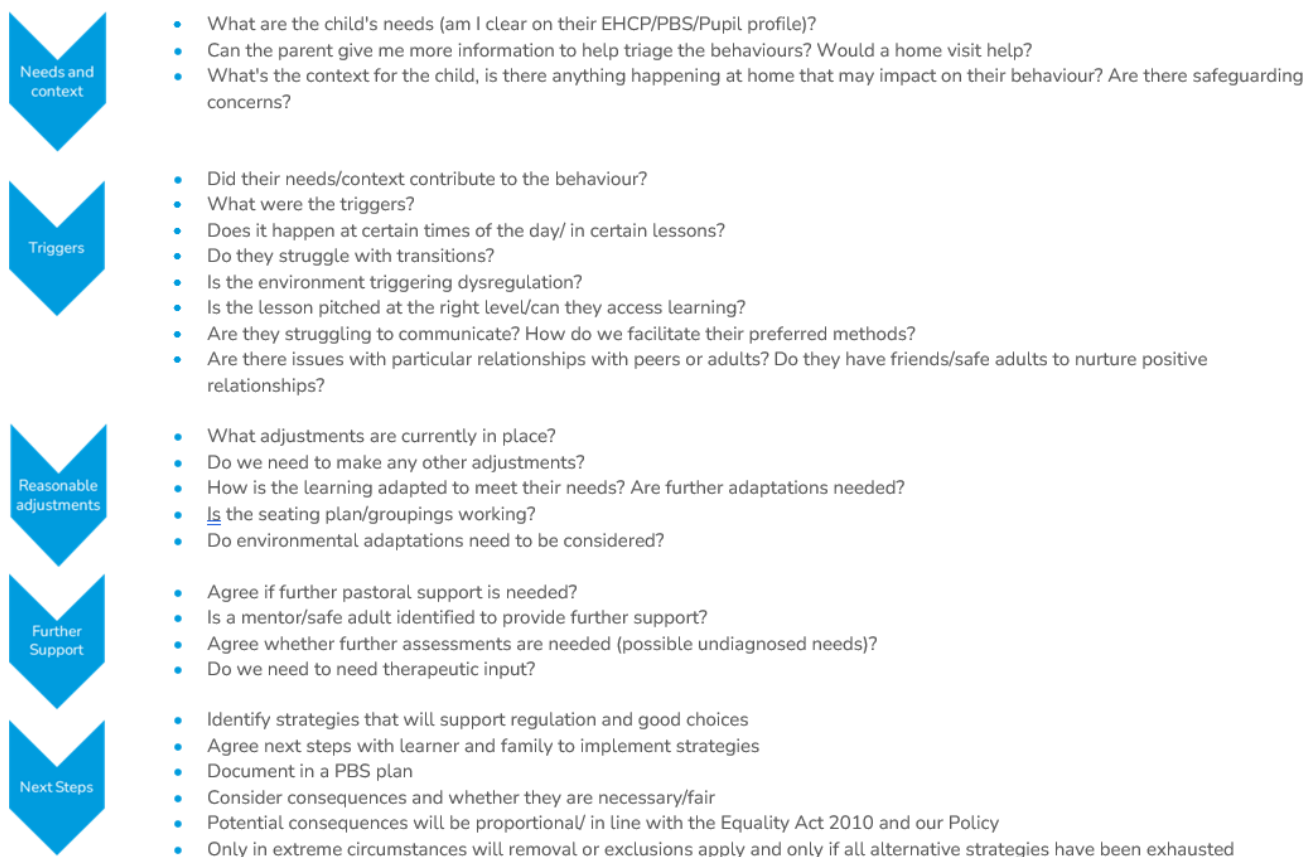 What are the child's needs (am I clear on their EHCP/PBS/Pupil profile)?
Can the parent give me more information to help triage the behaviours? Would a home visit help?
Needs and
context
What's the context for the child, is there anything happening at home that may impact on their behaviour? Are there safeguarding
concerns?
Did their needs/context contribute to the behaviour?
What were the triggers?
Triggers
Does it happen at certain times of the day/ in certain lessons?
Do they struggle with transitions?
Is the environment triggering dysregulation?
Is the lesson pitched at the right level/can they access learning?
Are they struggling to communicate? How do we facilitate their preferred methods?
Are there issues with particular relationships with peers or adults? Do they have friends/safe adults to nurture positive
relationships?
What adjustments are currently in place?
Do we need to make any other adjustments?
Reasonable
adjustments
How is the learning adapted to meet their needs? Are further adaptations needed?
Is the seating plan/groupings working?
Do environmental adaptations need to be considered?
Agree if further pastoral support is needed?
Is a mentor/safe adult identified to provide further support?
Further
Support
Agree whether further assessments are needed (possible undiagnosed needs)?
Do we need to need therapeutic input?
Identify strategies that will support regulation and good choices
Agree next steps with learner and family to implement strategies
Next Steps
Document in a PBS plan
Consider consequences and whether they are necessary/fair
Potential consequences will be proportional/ in line with the Equality Act 2010 and our Policy
Only in extreme circumstances will removal or exclusions apply and only if all alternative strategies have been exhausted